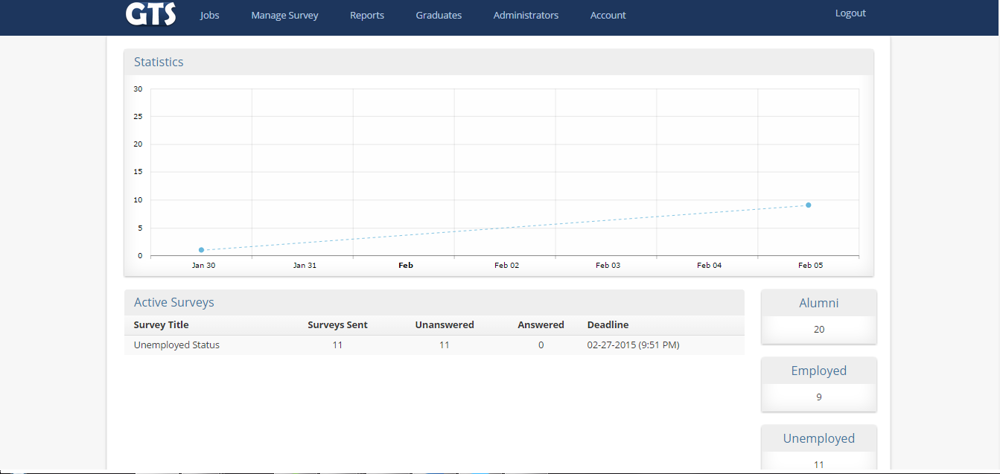 GTS Jobs Manage Survey Reports Graduates Administrators Account Logout
Statistics
30
25
20
15
10
5
0
Jan 30 Jan 31 Feb Feb 02 Feb 03 Feb 04 Feb 05
Active Surveys
Survey Title Surveys Sent Unanswered Answered Deadline
Unemployed Status 11 11 0 02-27-2015 (9:51 PM)
Alumni
20
Employed
9
Unemployed
11